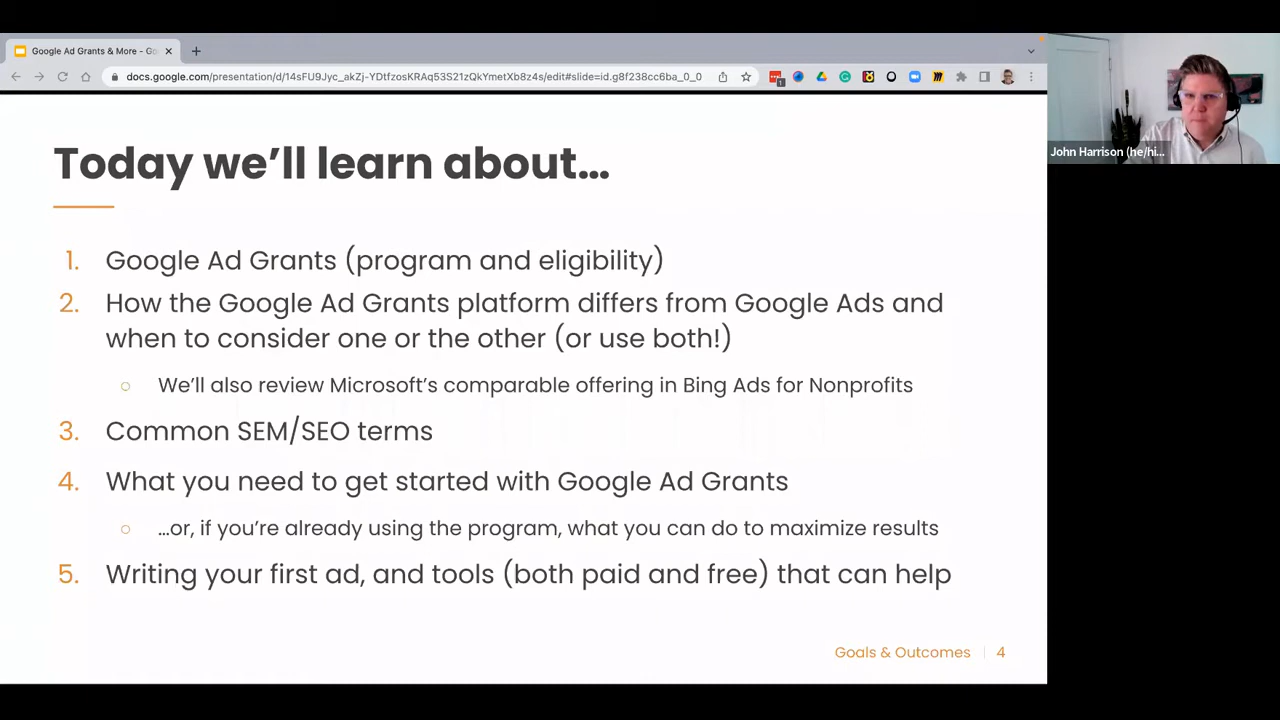 Google Ad Grants & More - Go
docs.google.com/presentation/d/14sFU9Jyc_akZj-YDtfzosKRAq53S21zQkYmetXb8z4s/edit#slide=id.g8f238cc6ba_0_0
Today we'll learn about...
1. Google Ad Grants (program and eligibility)
2. How the Google Ad Grants platform differs from Google Ads and
when to consider one or the other (or use both!)
○ We'll also review Microsoft's comparable offering in Bing Ads for Nonprofits
3. Common SEM/SEO terms
4. What you need to get started with Google Ad Grants
○ ...or, if you're already using the program, what you can do to maximize results
5. Writing your first ad, and tools (both paid and free) that can help
Goals & Outcomes | 4
John Harrison (he/hi...